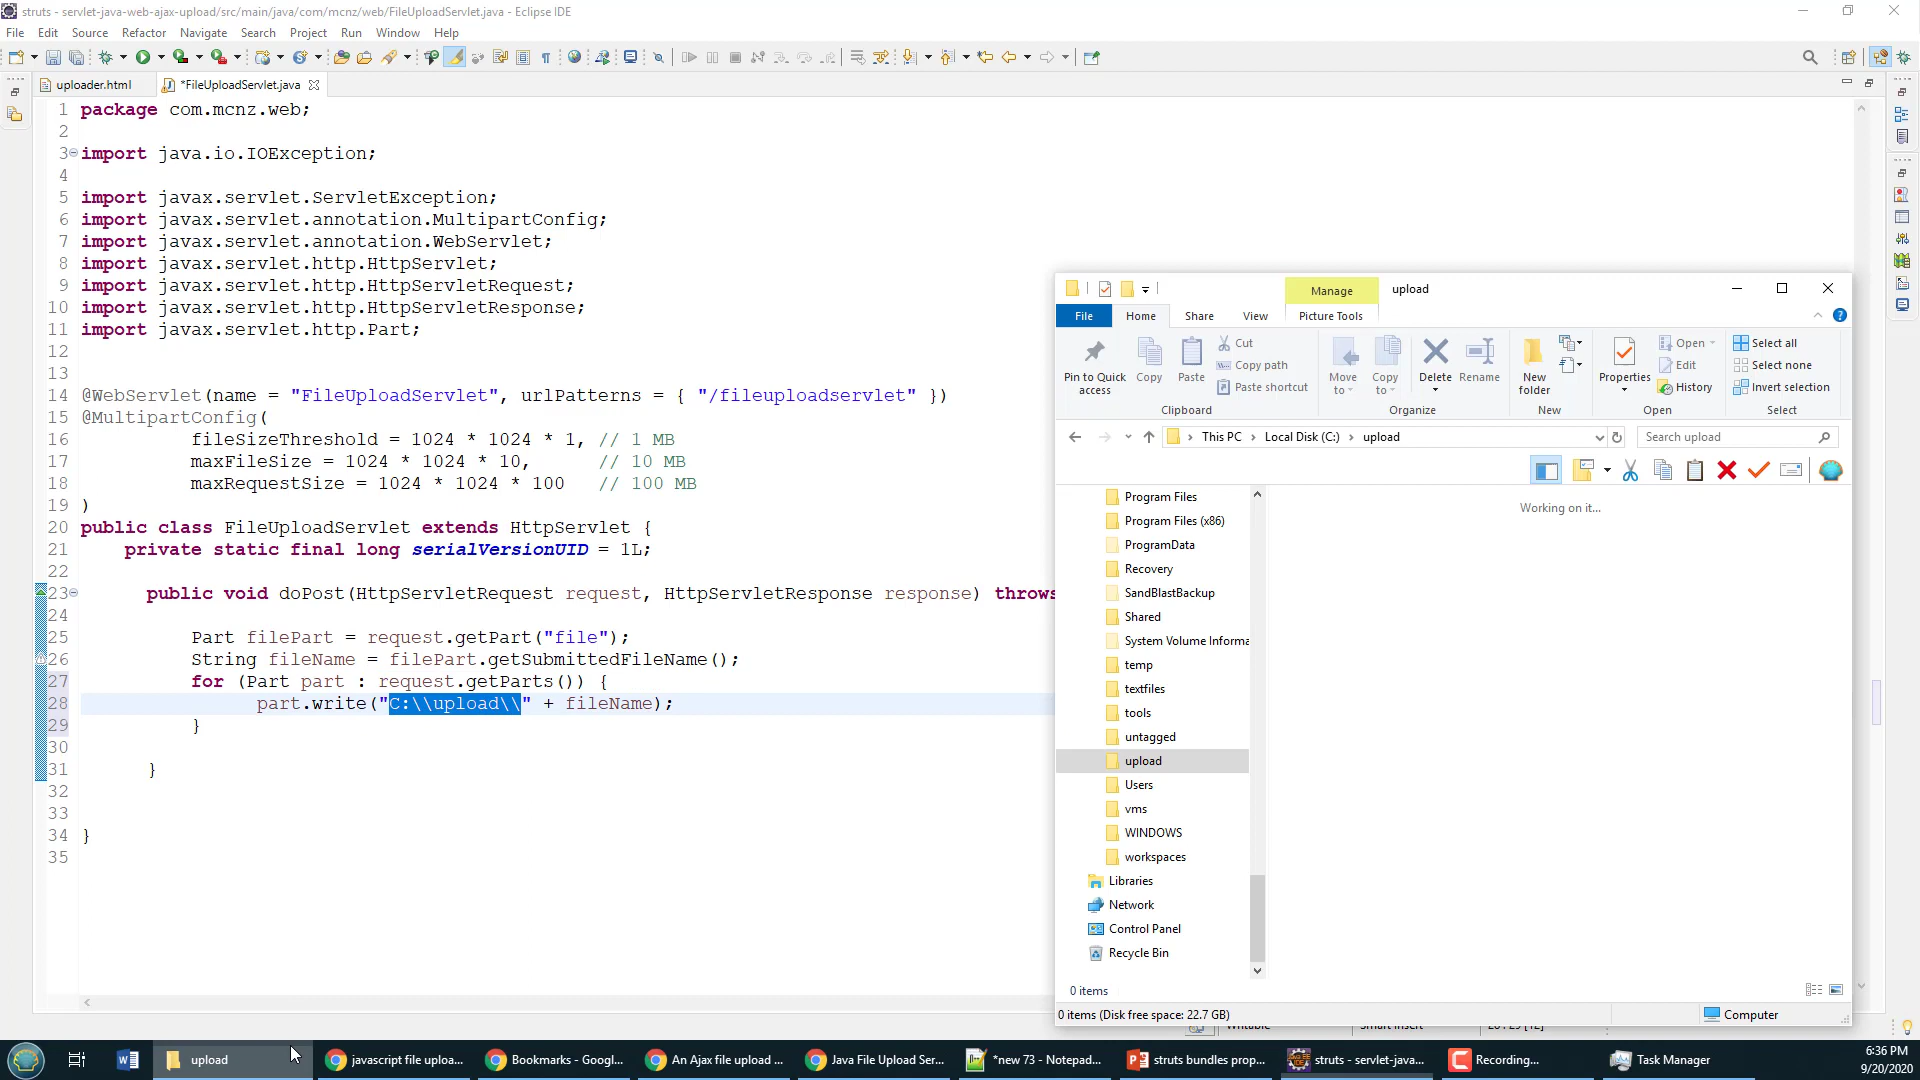 struts - servlet-java-web-ajax-upload/src/main/java/com/mcnz/web/FileUploadServlet.java - Eclipse IDE
File Edit Source Refactor Navigate Search Project Run Window Help
uploader.html *FileUploadServlet.java
1 package com.mcnz.web;
2
3 import java.io.IOException;
4
5 import javax.servlet.ServletException;
6 import javax.servlet.annotation.MultipartConfig;
7 import javax.servlet.annotation.WebServlet;
8 import javax.servlet.http.HttpServlet;
9 import javax.servlet.http.HttpServletRequest;
10 import javax.servlet.http.HttpServletResponse;
11 import javax.servlet.http.Part;
12
13
14 @WebServlet(name = "FileUploadServlet", urlPatterns = { "/fileuploadservlet" })
15 @MultipartConfig(
16 fileSizeThreshold = 1024 * 1024 * 1, // 1 MB
17 maxFileSize = 1024 * 1024 * 10, // 10 MB
18 maxRequestSize = 1024 * 1024 * 100 // 100 MB
19 )
20 public class FileUploadServlet extends HttpServlet {
21 private static final long serialVersionUID = 1L;
22
23 public void doPost(HttpServletRequest request, HttpServletResponse response) throws
24
25 Part filePart = request.getPart("file");
26 String fileName = filePart.getSubmittedFileName();
27 for (Part part : request.getParts()) {
28 part.write("C:\\upload\\" + fileName);
29 }
30
31 }
32
33
34 }
35
Manage upload
File Home Share View Picture Tools
Pin to Quick access
Copy
Paste
Cut
Copy path
Paste shortcut
Clipboard
Move to
Copy to
Delete
Rename
Organize
New folder
New
Properties
Open
Edit
History
Open
Select all
Select none
Invert selection
Select
This PC Local Disk (C:) upload
Search upload
Program Files
Program Files (x86)
ProgramData
Recovery
SandBlastBackup
Shared
System Volume Informa
temp
textfiles
tools
untagged
upload
Users
vms
WINDOWS
workspaces
Libraries
Network
Control Panel
Recycle Bin
Working on it...
0 items
0 items (Disk free space: 22.7 GB)
Computer
upload
javascript file uploa...
Bookmarks - Googl...
An Ajax file upload ...
Java File Upload Ser...
*new 73 - Notepad...
struts bundles prop...
struts - servlet-java...
Recording...
Task Manager
6:36 PM
9/20/2020